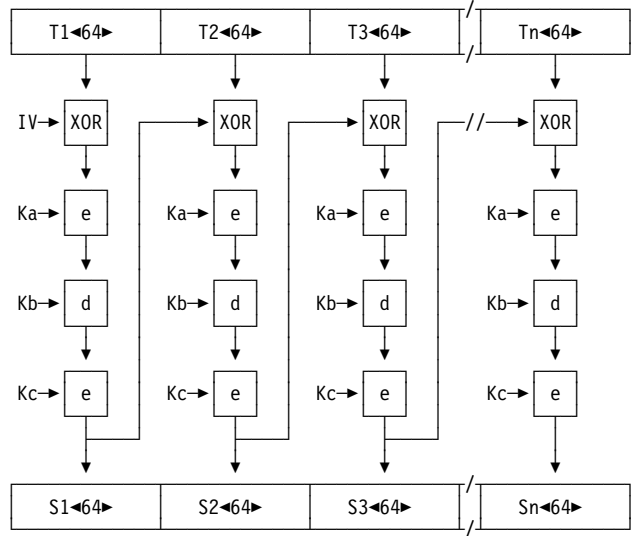 T1◄64► T2◄64► T3◄64► Tn◄64►
IV XOR XOR XOR // XOR
Ka e Ka e Ka e Ka e
Kb d Kb d Kb d Kb d
Kc e Kc e Kc e Kc e
S1◄64► S2◄64► S3◄64► Sn◄64►